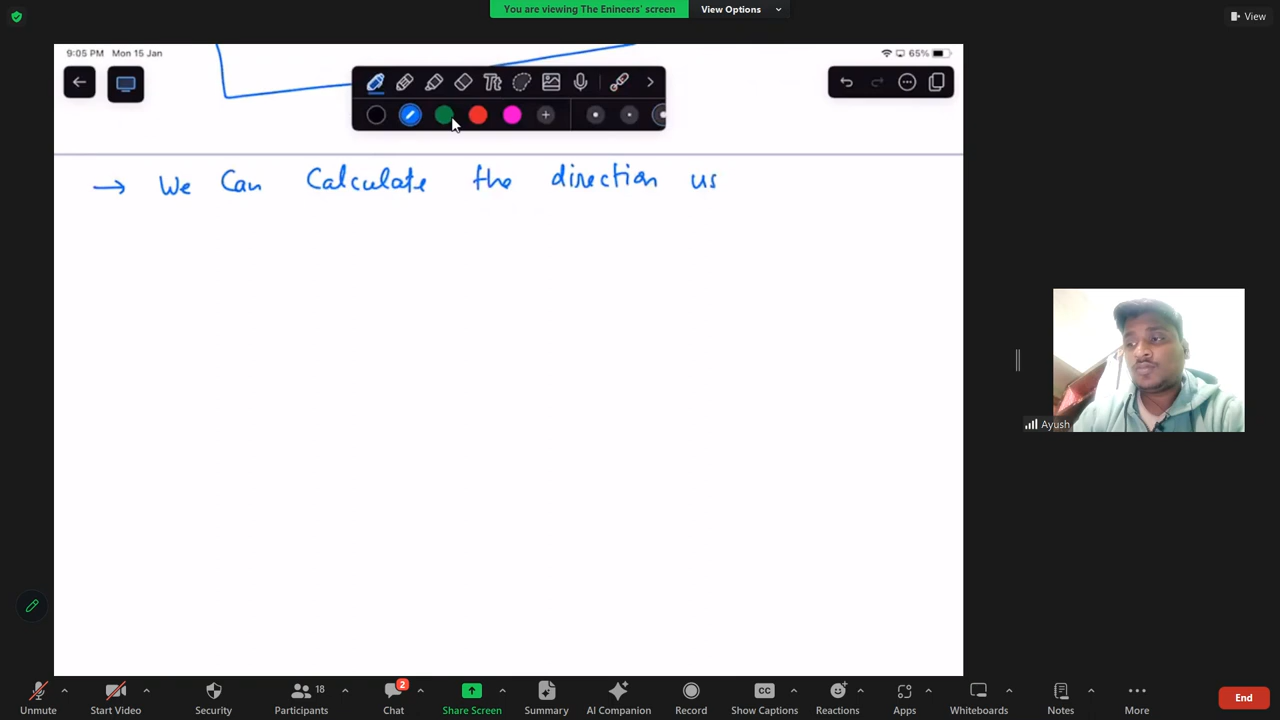 You are viewing The Enineers' screen
View Options
View
9:05 PM Mon 15 Jan
65%
Tt
→ We Can Calculate the direction us
Ayush
Unmute
Start Video
Security
18
Participants
2
Chat
Share Screen
Summary
AI Companion
Record
CC
Show Captions
Reactions
Apps
Whiteboards
Notes
More
End